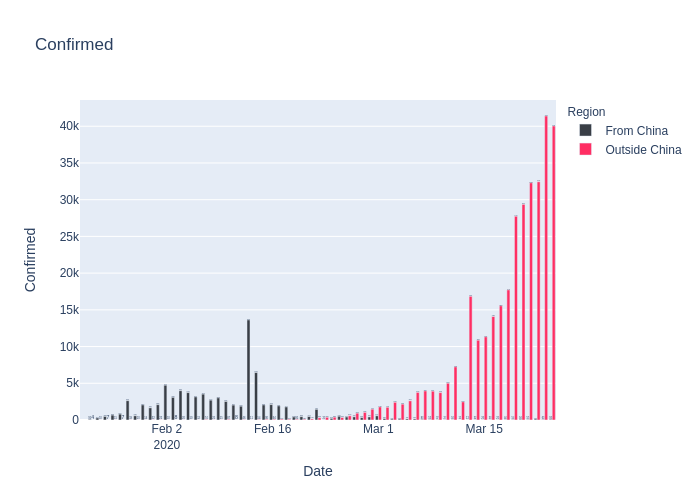 Confirmed
Region
From China
Outside China
40k
35k
30k
25k
20k
15k
10k
5k
0
Confirmed
Feb 2
2020
Feb 16
Mar 1
Mar 15
Date